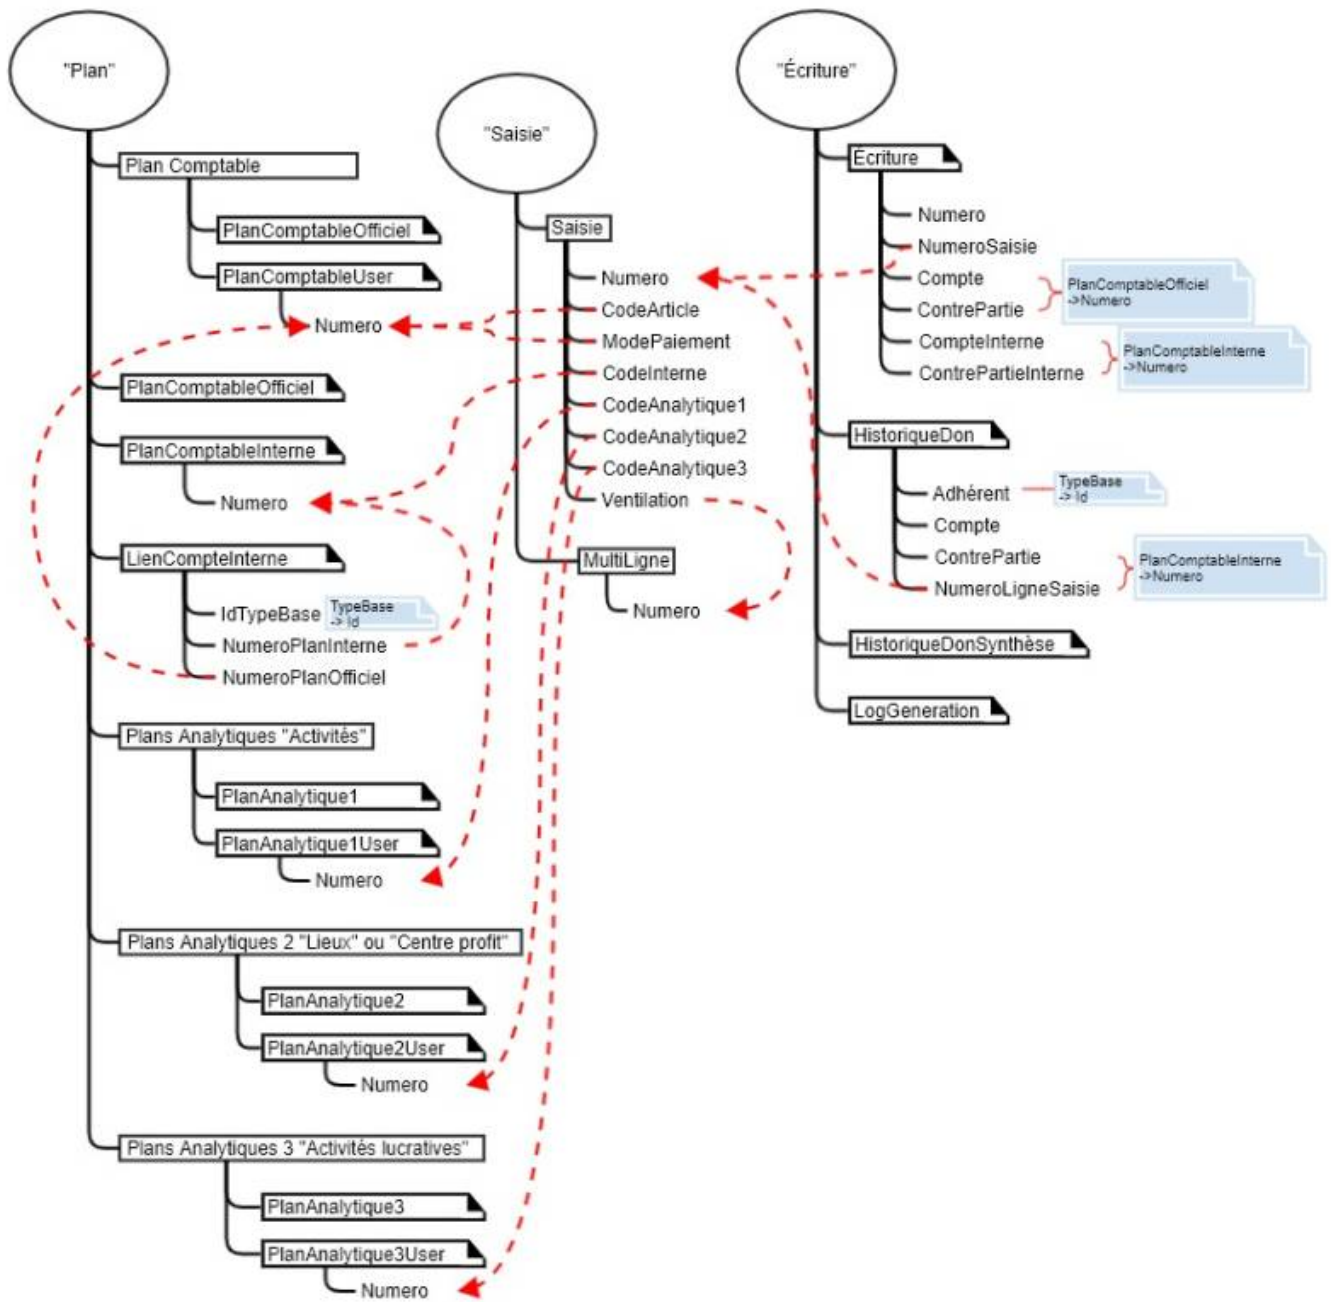 "Plan"
Plan Comptable
PlanComptableOfficiel
PlanComptableUser
Numero
PlanComptableOfficiel
PlanComptableInterne
Numero
LienCompteInterne
IdTypeBase
TypeBase
-> Id
NumeroPlanInterne
NumeroPlanOfficiel
Plans Analytiques "Activités"
PlanAnalytique1
PlanAnalytique1User
Numero
Plans Analytiques 2 "Lieux" ou "Centre profit"
PlanAnalytique2
PlanAnalytique2User
Numero
Plans Analytiques 3 "Activités lucratives"
PlanAnalytique3
PlanAnalytique3User
Numero
"Saisie"
Saisie
Numero
CodeArticle
ModePaiement
CodeInterne
CodeAnalytique1
CodeAnalytique2
CodeAnalytique3
Ventilation
MultiLigne
Numero
"Écriture"
Écriture
Numero
NumeroSaisie
Compte
ContrePartie
PlanComptableOfficiel
->Numero
CompteInterne
ContrePartieInterne
PlanComptableInterne
->Numero
HistoriqueDon
Adhérent
TypeBase
-> Id
Compte
ContrePartie
NumeroLigneSaisie
PlanComptableInterne
->Numero
HistoriqueDonSynthèse
LogGeneration